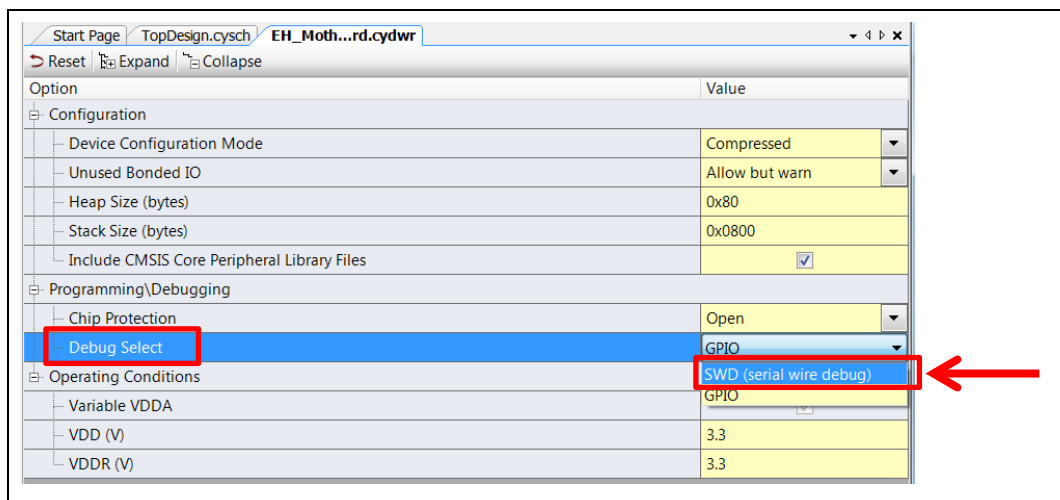 Start Page TopDesign.cysch EH_Moth...rd.cydwr
Reset Expand Collapse
Option Value
Configuration
Device Configuration Mode Compressed
Unused Bonded IO Allow but warn
Heap Size (bytes) 0x80
Stack Size (bytes) 0x0800
Include CMSIS Core Peripheral Library Files
Programming\Debugging
Chip Protection Open
Debug Select GPIO
Operating Conditions SWD (serial wire debug)
GPIO
Variable VDDA
VDD (V) 3.3
VDDR (V) 3.3